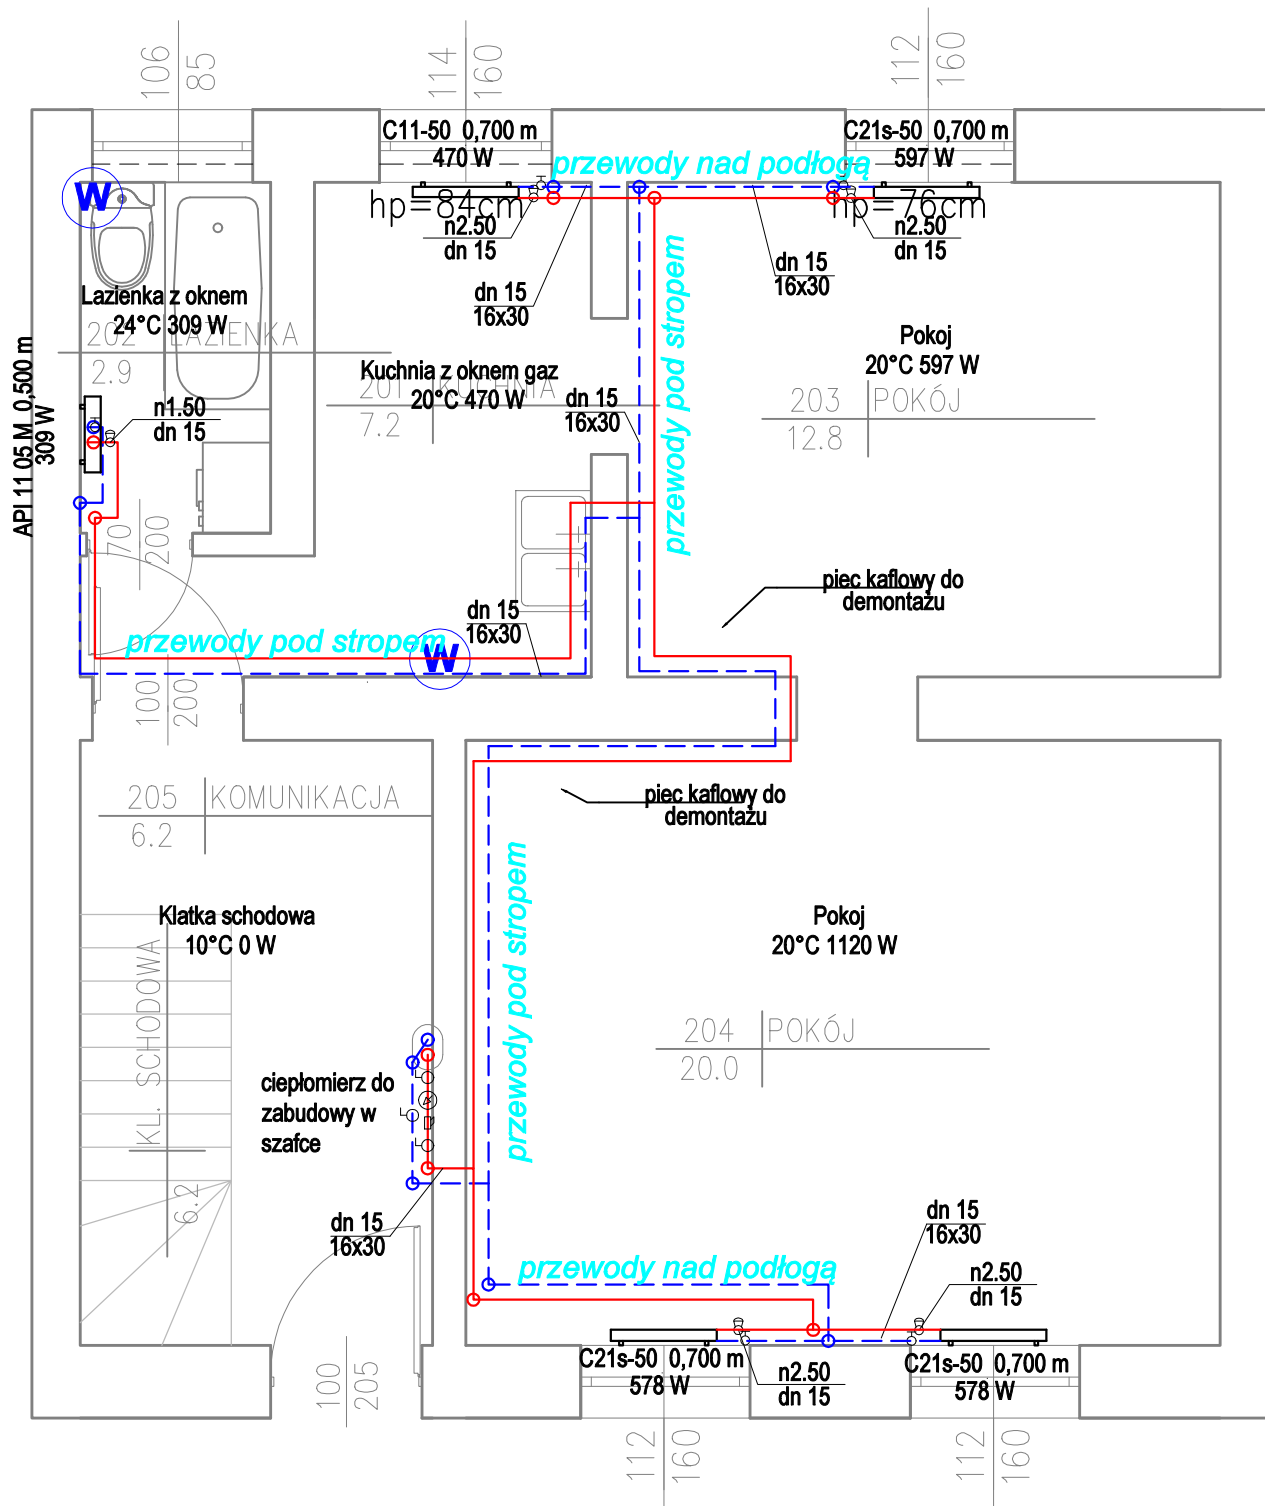 106
85
114
160
112
160
C11-50 0,700 m
470 W
C21s-50 0,700 m
597 W
przewody nad podłogą
W
hp=84cm
hp=76cm
n2.50
dn 15
n2.50
dn 15
dn 15
16x30
dn 15
16x30
Lazienka z oknem
24°C 309 W
202 ŁAZIENKA
2.9
Kuchnia z oknem gaz
20°C 470 W
201 KUCHNIA
7.2
Pokoj
20°C 597 W
203 POKÓJ
12.8
dn 15
16x30
przewody pod stropem
API 11 05 M 0,500 m
309 W
n1.50
dn 15
70
200
piec kaflowy do
demontażu
dn 15
16x30
przewody pod stropem
W
100
200
205 KOMUNIKACJA
6.2
piec kaflowy do
demontażu
Klatka schodowa
10°C 0 W
Pokoj
20°C 1120 W
KL. SCHODOWA
6.2
przewody pod stropem
204 POKÓJ
20.0
ciepłomierz do
zabudowy w
szafce
dn 15
16x30
dn 15
16x30
przewody nad podłogą
n2.50
dn 15
C21s-50 0,700 m
578 W
n2.50
dn 15
C21s-50 0,700 m
578 W
100
205
112
160
112
160